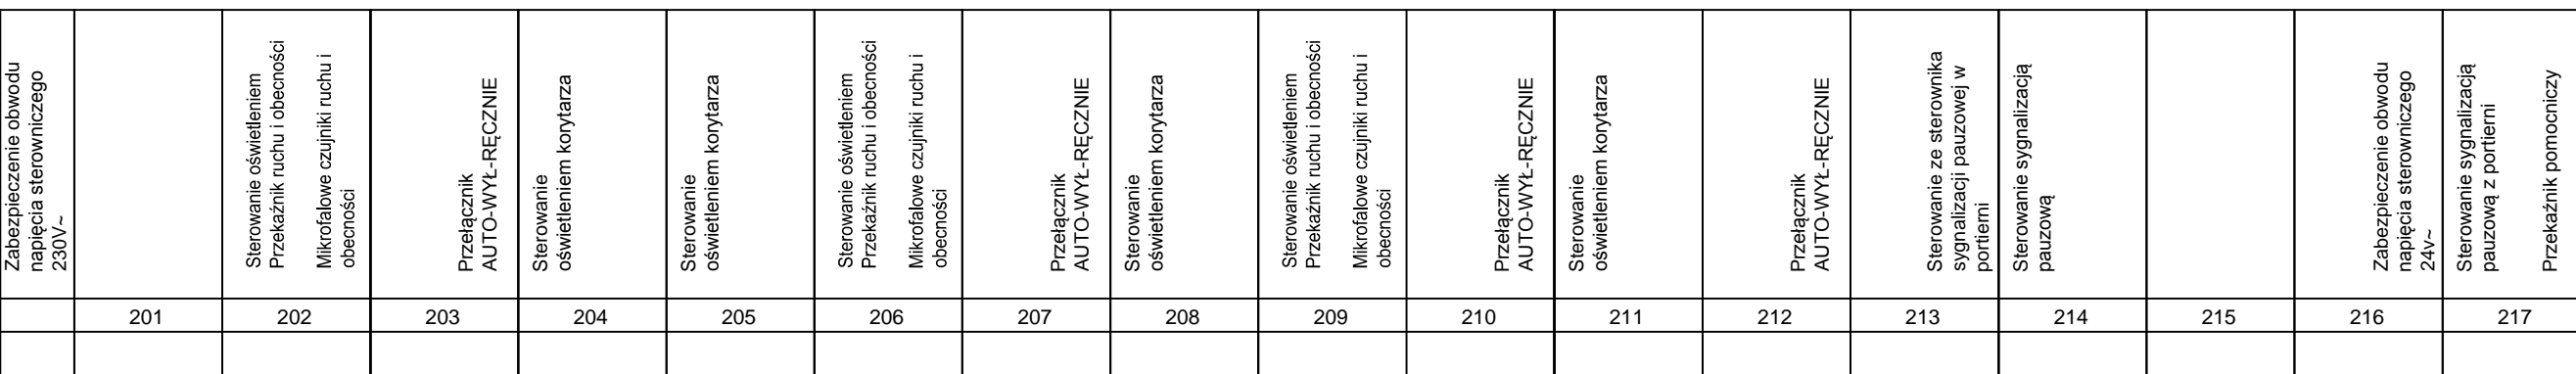 Zabezpieczenie obwodu
napięcia sterowniczego
230V~
Sterowanie oświetleniem
Przekaźnik ruchu i obecności
Mikrofalowe czujniki ruchu i
obecności
Przełącznik
AUTO-WYŁ-RĘCZNIE
Sterowanie
oświetleniem korytarza
Sterowanie
oświetleniem korytarza
Sterowanie oświetleniem
Przekaźnik ruchu i obecności
Mikrofalowe czujniki ruchu i
obecności
Przełącznik
AUTO-WYŁ-RĘCZNIE
Sterowanie
oświetleniem korytarza
Sterowanie oświetleniem
Przekaźnik ruchu i obecności
Mikrofalowe czujniki ruchu i
obecności
Przełącznik
AUTO-WYŁ-RĘCZNIE
Sterowanie
oświetleniem korytarza
Przełącznik
AUTO-WYŁ-RĘCZNIE
Sterowanie ze sterownika
sygnalizacji pauzowej w
portierni
Sterowanie sygnalizacją
pauzową
Zabezpieczenie obwodu
napięcia sterowniczego
24v~
Sterowanie sygnalizacją
pauzową z portierni
Przekaźnik pomocniczy
201 202 203 204 205 206 207 208 209 210 211 212 213 214 215 216 217